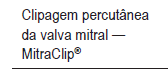 Clipagem percutânea
da valva mitral —
MitraClip®